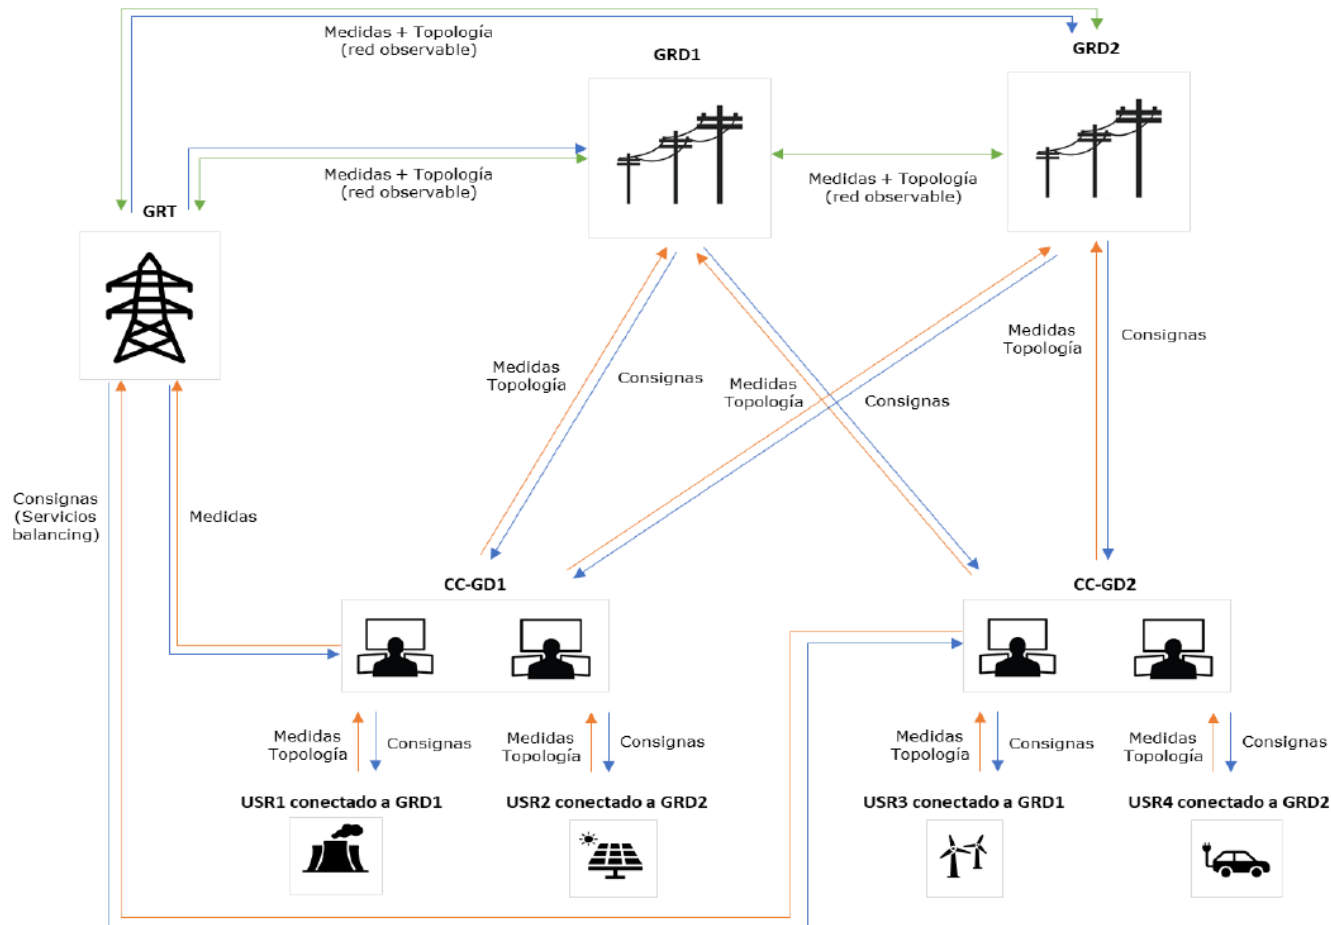 Medidas + Topología
(red observable)
GRD1
GRD2
Medidas + Topología
(red observable)
Medidas + Topología
(red observable)
GRT
Medidas
Topología
Consignas
Medidas
Topología
Consignas
Medidas
Topología
Consignas
Consignas
(Servicios
balancing)
Medidas
CC-GD1
CC-GD2
Medidas
Topología
Consignas
Medidas
Topología
Consignas
Medidas
Topología
Consignas
Medidas
Topología
Consignas
USR1 conectado a GRD1
USR2 conectado a GRD2
USR3 conectado a GRD1
USR4 conectado a GRD2